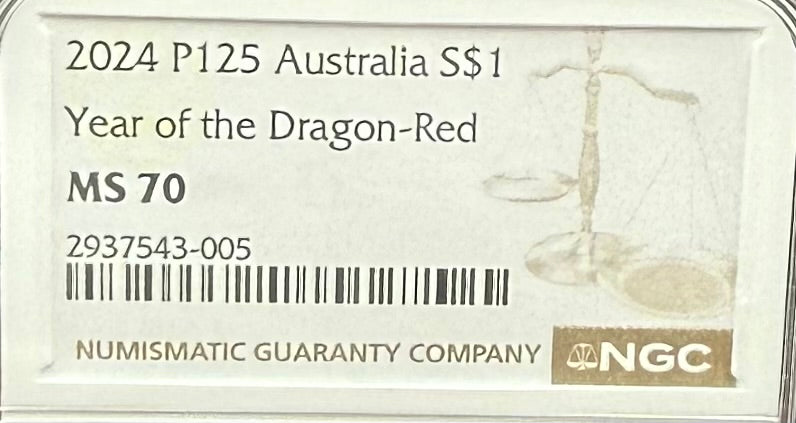 2024 P125 Australia S$1
Year of the Dragon-Red
MS 70
2937543-005
NUMISMATIC GUARANTY COMPANY
NGC